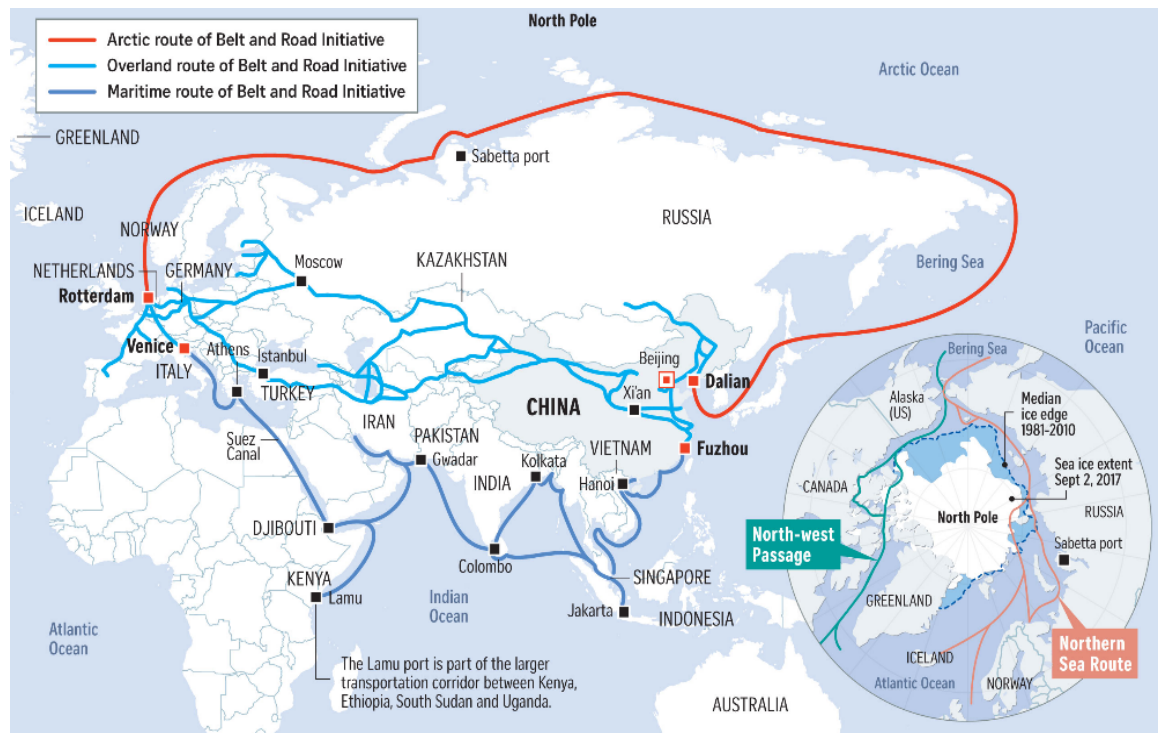 North Pole
Arctic route of Belt and Road Initiative
Overland route of Belt and Road Initiative
Maritime route of Belt and Road Initiative
Arctic Ocean
GREENLAND
Sabetta port
ICELAND
NORWAY
RUSSIA
NETHERLANDS
GERMANY
Moscow
KAZAKHSTAN
Bering Sea
Rotterdam
Pacific
Ocean
Venice
Athens
Istanbul
Beijing
ITALY
TURKEY
Xi'an
Dalian
IRAN
CHINA
Suez
Canal
PAKISTAN
Gwadar
Kolkata
VIETNAM
Fuzhou
INDIA
Hanoi
DJIBOUTI
Colombo
KENYA
Lamu
SINGAPORE
Indian
Ocean
Jakarta
INDONESIA
Atlantic
Ocean
The Lamu port is part of the larger
transportation corridor between Kenya,
Ethiopia, South Sudan and Uganda.
AUSTRALIA
Bering Sea
Alaska
(US)
Median
ice edge
1981-2010
Sea ice extent
Sept 2, 2017
CANADA
North Pole
RUSSIA
North-west
Passage
Sabetta port
GREENLAND
ICELAND
Northern
Sea Route
Atlantic Ocean
NORWAY